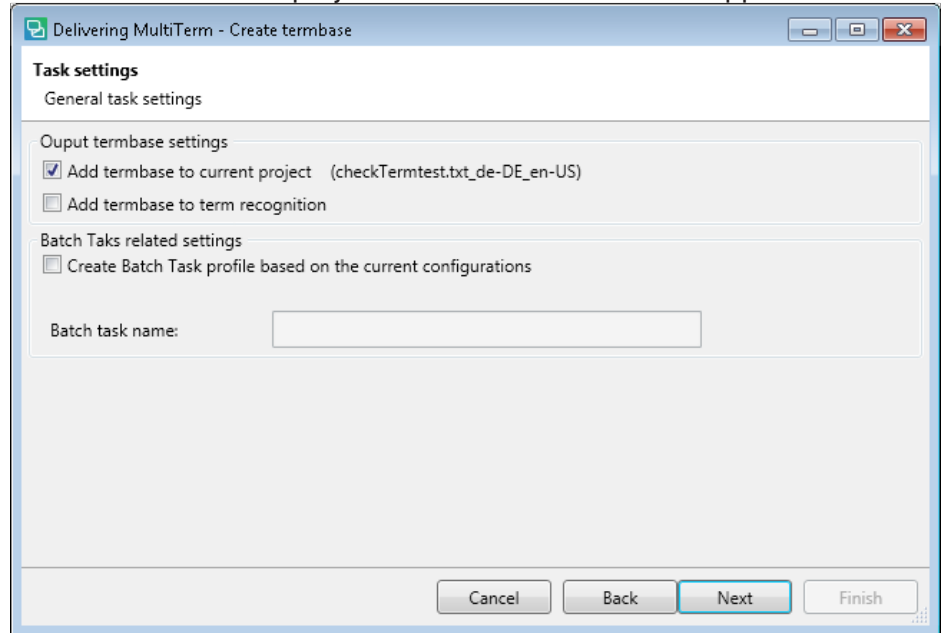 Delivering MultiTerm - Create termbase
Task settings
General task settings
Ouput termbase settings
Add termbase to current project (checkTermtest.txt_de-DE_en-US)
Add termbase to term recognition
Batch Taks related settings
Create Batch Task profile based on the current configurations
Batch task name:
Cancel Back Next Finish